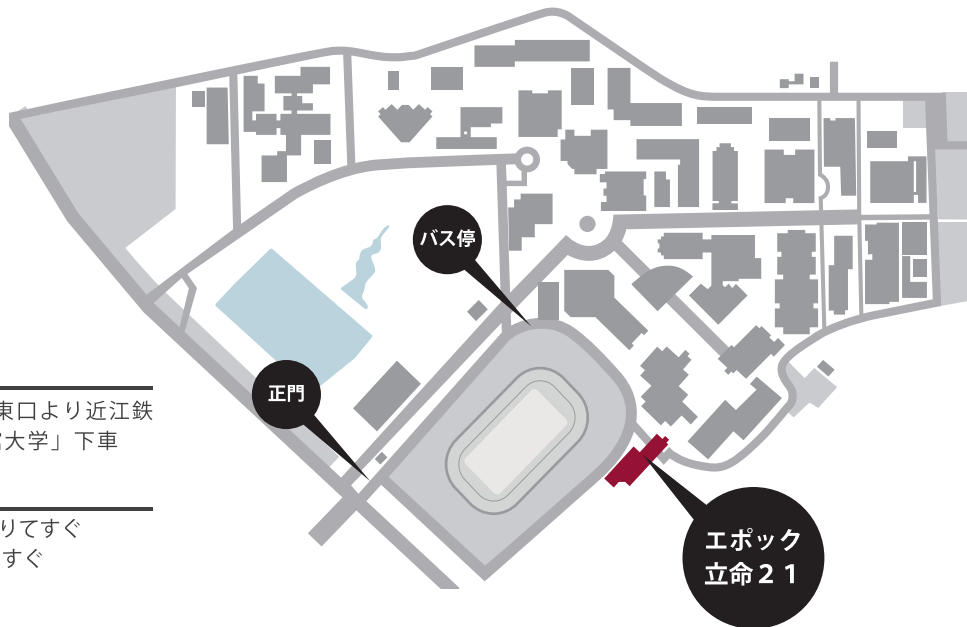 バス停
正門
東口より近江鉄
大学」下車
りてすぐ
すぐ
エポック
立命２１